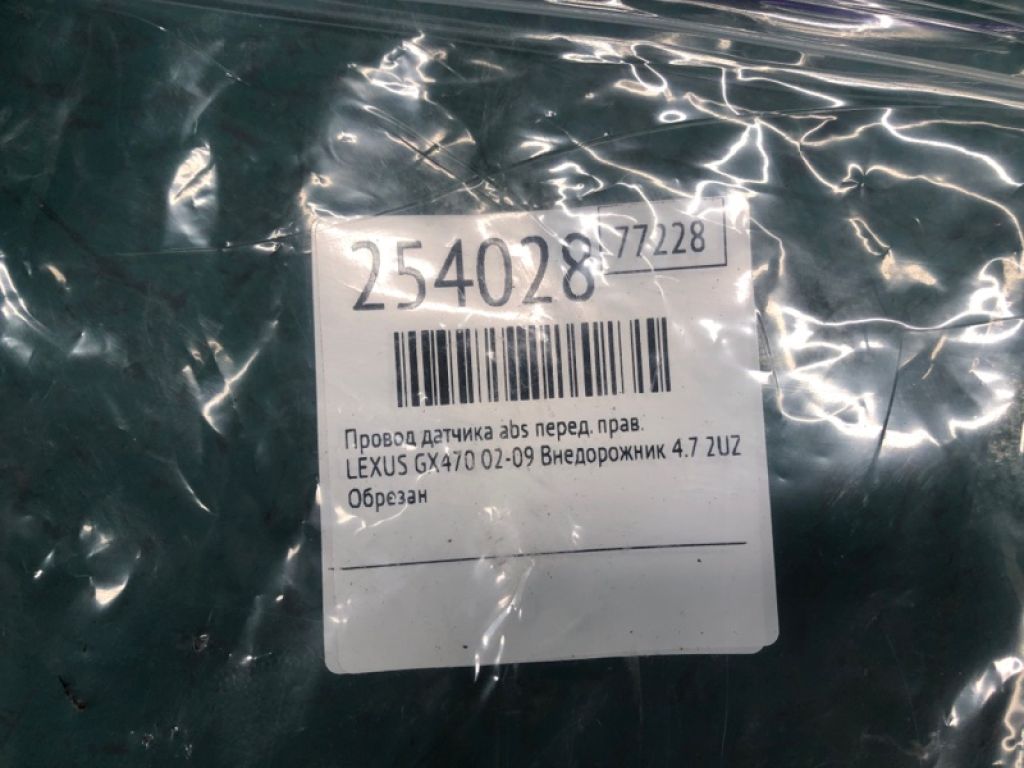 254028
77228
Провод датчика abs перед. прав.
LEXUS GX470 02-09 Внедорожник 4.7 2UZ
Обрезан